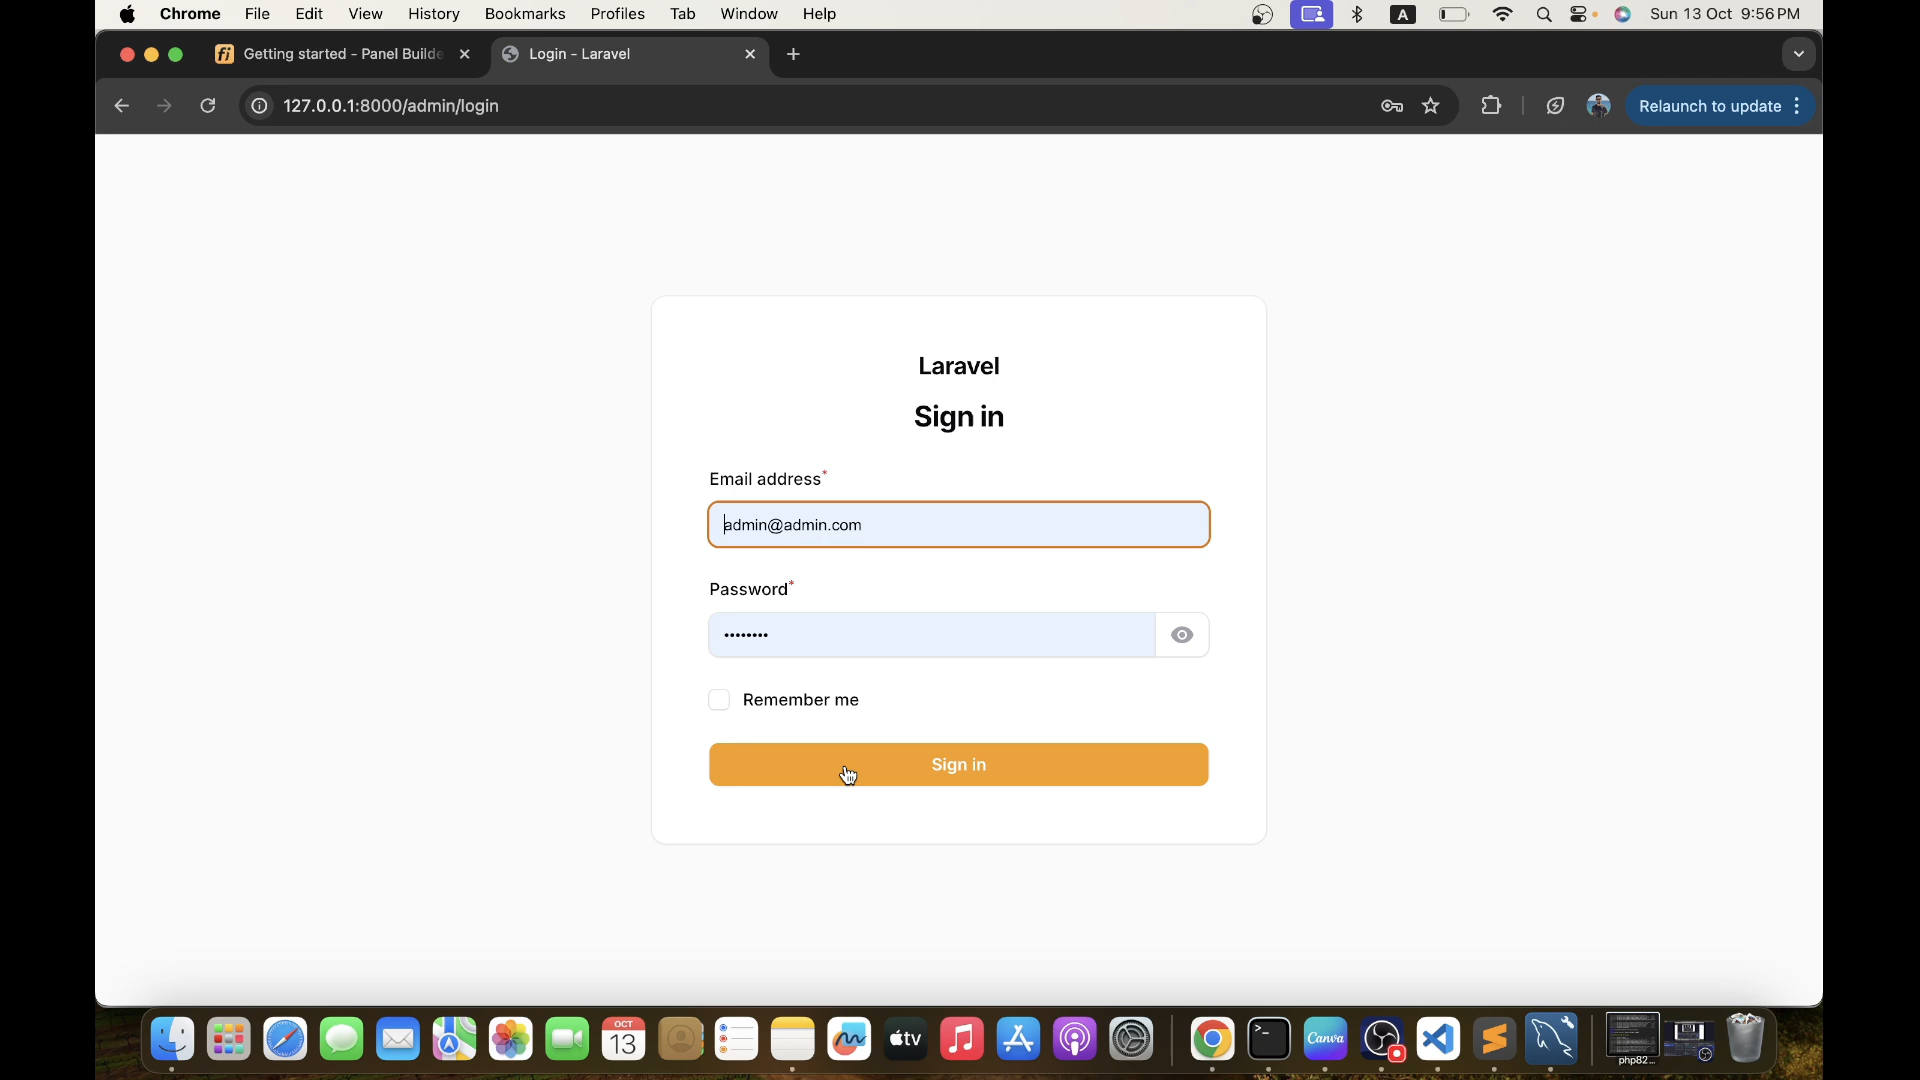 Chrome File Edit View History Bookmarks Profiles Tab Window Help A Sun 13 Oct 9:56 PM
fi Getting started - Panel Builde Login - Laravel
127.0.0.1:8000/admin/login Relaunch to update
Laravel
Sign in
Email address*
admin@admin.com
Password*
••••••••
Remember me
Sign in
OCT
13
tv
Canva
>_
php82...